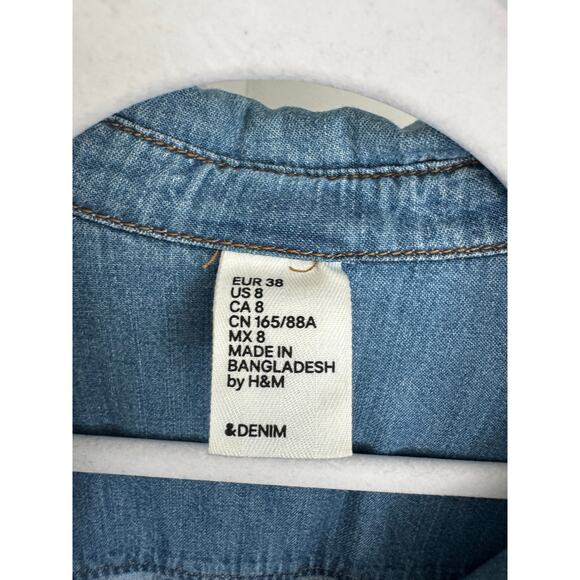 EUR 38
US 8
CA 8
CN 165/88A
MX 8
MADE IN
BANGLADESH
by H&M
&DENIM